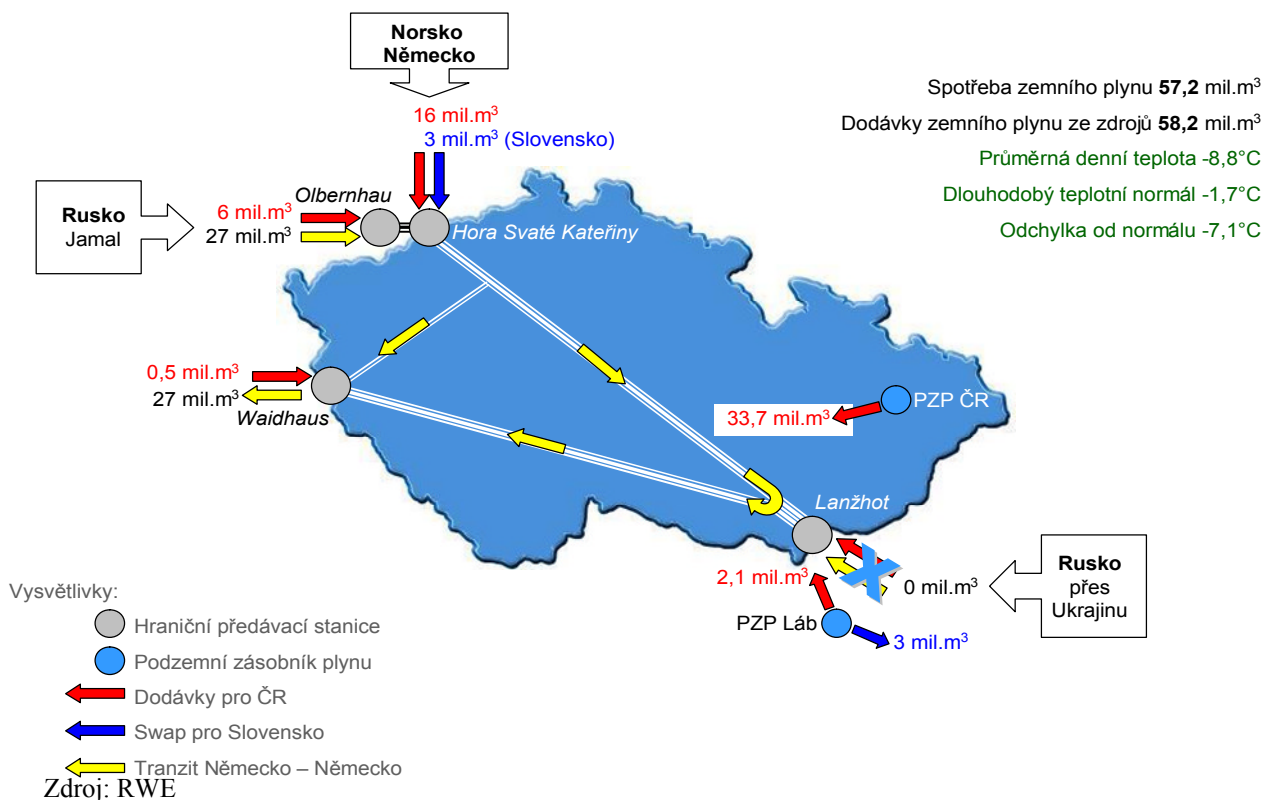 Norsko
Německo
16 mil.m³
3 mil.m³ (Slovensko)
Spotřeba zemního plynu 57,2 mil.m³
Dodávky zemního plynu ze zdrojů 58,2 mil.m³
Průměrná denní teplota -8,8°C
Dlouhodobý teplotní normál -1,7°C
Odchylka od normálu -7,1°C
Rusko
Jamal
Olbernhau
6 mil.m³
27 mil.m³
Hora Svaté Kateřiny
0,5 mil.m³
27 mil.m³
Waidhaus
PZP ČR
33,7 mil.m³
Lanžhot
2,1 mil.m³
0 mil.m³
Rusko
přes
Ukrajinu
PZP Láb
3 mil.m³
Vysvětlivky:
Hraniční předávací stanice
Podzemní zásobník plynu
Dodávky pro ČR
Swap pro Slovensko
Tranzit Německo – Německo
Zdroj: RWE